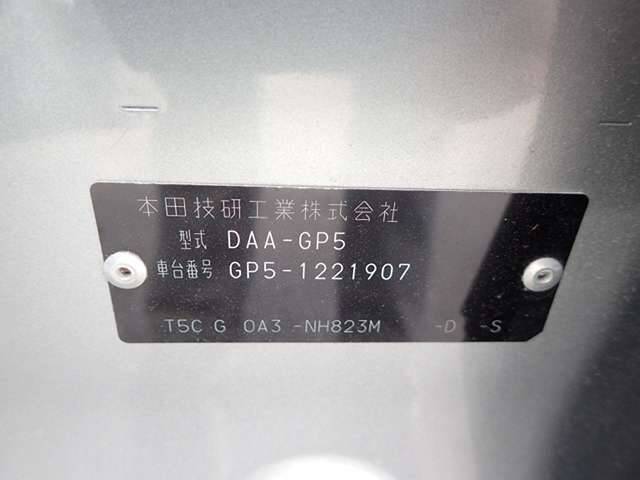 本田技研工業株式会社
型式 DAA-GP5
車台番号 GP5-1221907
T5C G 0A3 -NH823M -D -S